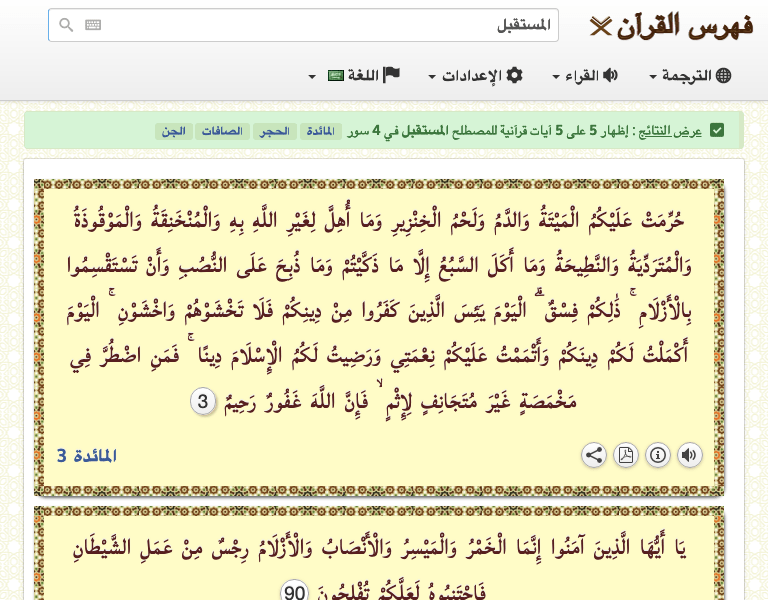 فهرس القرآن
المستقبل
الترجمة
القراء
الإعدادات
اللغة
عرض النتائج : إظهار 5 على 5 آيات قرآنية للمصطلح المستقبل في 4 سور المائدة الحجر الصافات الجن
حُرِّمَتْ عَلَيْكُمُ الْمَيْتَةُ وَالدَّمُ وَلَحْمُ الْخِنْزِيرِ وَمَا أُهِلَّ لِغَيْرِ اللَّهِ بِهِ وَالْمُنْخَنِقَةُ وَالْمَوْقُوذَةُ
وَالْمُتَرَدِّيَةُ وَالنَّطِيحَةُ وَمَا أَكَلَ السَّبُعُ إِلَّا مَا ذَكَّيْتُمْ وَمَا ذُبِحَ عَلَى النُّصُبِ وَأَنْ تَسْتَقْسِمُوا
بِالْأَزْلَامِ ۚ ذَٰلِكُمْ فِسْقٌ ۗ الْيَوْمَ يَئِسَ الَّذِينَ كَفَرُوا مِنْ دِينِكُمْ فَلَا تَخْشَوْهُمْ وَاخْشَوْنِ ۚ الْيَوْمَ
أَكْمَلْتُ لَكُمْ دِينَكُمْ وَأَتْمَمْتُ عَلَيْكُمْ نِعْمَتِي وَرَضِيتُ لَكُمُ الْإِسْلَامَ دِينًا ۚ فَمَنِ اضْطُرَّ فِي
مَخْمَصَةٍ غَيْرَ مُتَجَانِفٍ لِإِثْمٍ ۙ فَإِنَّ اللَّهَ غَفُورٌ رَحِيمٌ 3
المائدة 3
يَا أَيُّهَا الَّذِينَ آمَنُوا إِنَّمَا الْخَمْرُ وَالْمَيْسِرُ وَالْأَنْصَابُ وَالْأَزْلَامُ رِجْسٌ مِنْ عَمَلِ الشَّيْطَانِ
فَاجْتَنِبُوهُ لَعَلَّكُمْ تُفْلِحُونَ 90